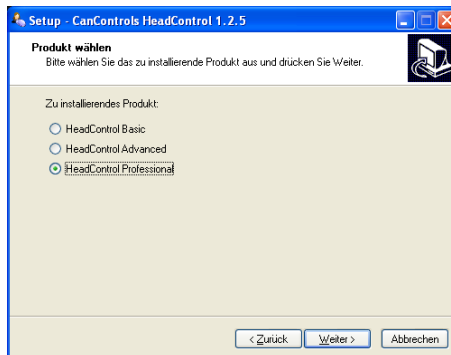 Setup - CanControls HeadControl 1.2.5
Produkt wählen
Bitte wählen Sie das zu installierende Produkt aus und drücken Sie Weiter.
Zu installierendes Produkt:
HeadControl Basic
HeadControl Advanced
HeadControl Professional
< Zurück
Weiter >
Abbrechen